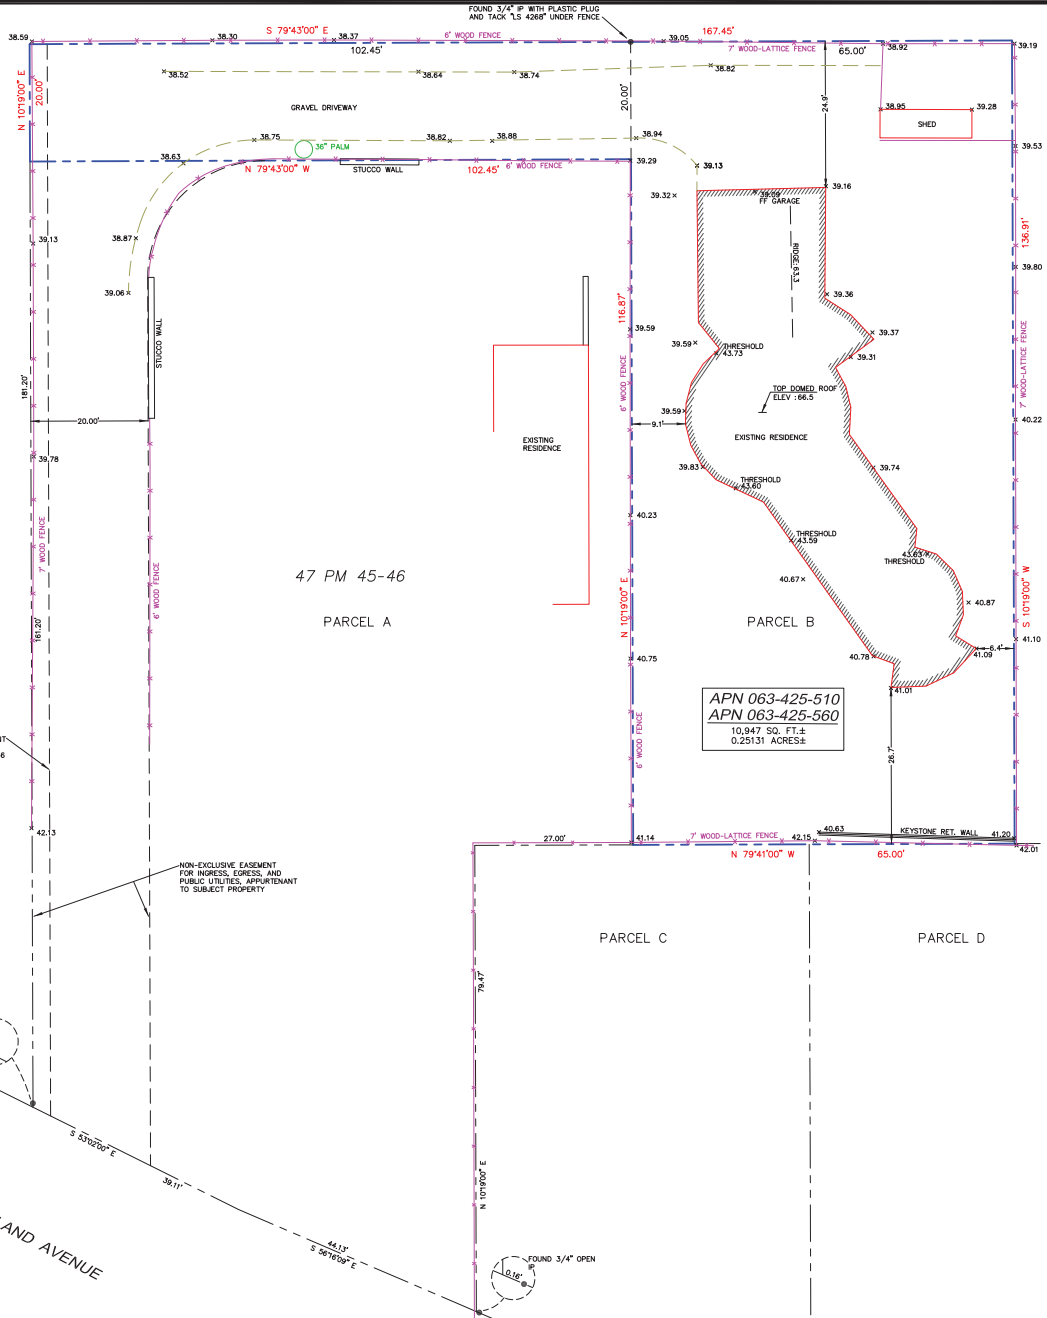 FOUND 3/4" IP WITH PLASTIC PLUG
AND TACK "LS 4268" UNDER FENCE
38.59
38.30
S 79°43'00" E
38.37
102.45'
6' WOOD FENCE
39.05
167.45'
7' WOOD-LATTICE FENCE
65.00'
38.92
39.19
N 10°19'00" E
20.00'
38.52
38.64
38.74
38.82
20.00'
24.9'
GRAVEL DRIVEWAY
38.95
39.28
SHED
38.75
38.82
38.88
38.94
36" PALM
38.63
39.53
N 79°43'00" W
STUCCO WALL
102.45'
6' WOOD FENCE
39.29
39.13
39.16
39.32
39.09
FF GARAGE
136.91'
38.87
39.13
RIDGE:63.3
39.80
39.06
39.36
STUCCO WALL
116.87'
39.59
39.59
39.37
THRESHOLD
43.73
39.31
7' WOOD-LATTICE FENCE
181.20'
6' WOOD FENCE
TOP DOMED ROOF
ELEV :66.5
39.59
20.00'
9.1'
40.22
EXISTING
RESIDENCE
EXISTING RESIDENCE
39.78
39.83
39.74
THRESHOLD
43.60
7' WOOD FENCE
40.23
THRESHOLD
43.59
43.63
THRESHOLD
47 PM 45-46
40.67
6' WOOD FENCE
N 10°19'00" E
S 10°19'00" W
40.87
PARCEL A
PARCEL B
161.20'
41.10
40.75
40.78
6.4'
41.09
41.01
APN 063-425-510
APN 063-425-560
10,947 SQ. FT.±
0.25131 ACRES±
6' WOOD FENCE
26.7'
42.13
27.00'
41.14
7' WOOD-LATTICE FENCE
42.15
40.63
KEYSTONE RET. WALL
41.20
42.01
N 79°41'00" W
65.00'
NON-EXCLUSIVE EASEMENT
FOR INGRESS, EGRESS, AND
PUBLIC UTILITIES, APPURTENANT
TO SUBJECT PROPERTY
PARCEL C
PARCEL D
79.47'
S 53°02'00" E
39.11'
N 10°19'00" E
44.13'
S 56°16'09" E
AND AVENUE
FOUND 3/4" OPEN
IP
0.16'